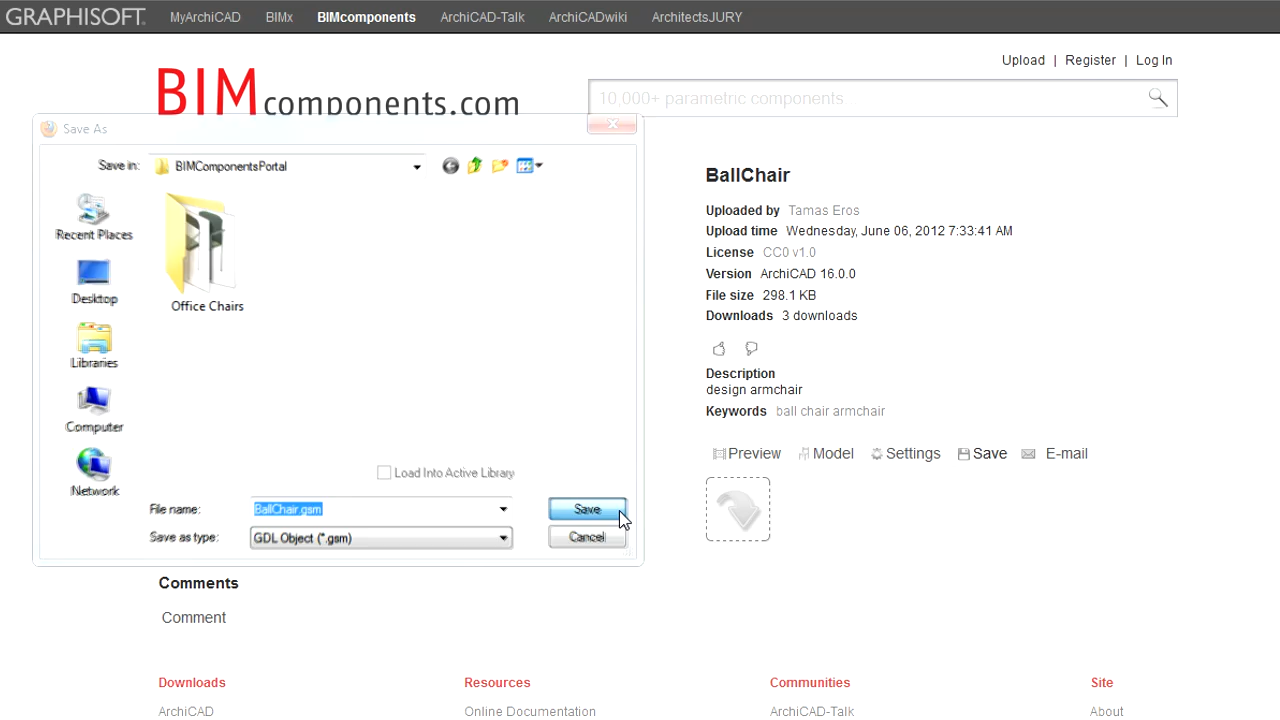 GRAPHISOFT. MyArchiCAD BIMx BIMcomponents ArchiCAD-Talk ArchiCADwiki ArchitectsJURY
Upload | Register | Log In
BIMcomponents.com
10,000+ parametric components
Save As
Save in: BIMComponentsPortal
Recent Places
Desktop
Libraries
Computer
Network
Office Chairs
Load Into Active Library
File name: BallChair.gsm Save
Save as type: GDL Object (*.gsm) Cancel
BallChair
Uploaded by Tamas Eros
Upload time Wednesday, June 06, 2012 7:33:41 AM
License CC0 v1.0
Version ArchiCAD 16.0.0
File size 298.1 KB
Downloads 3 downloads
Description
design armchair
Keywords ball chair armchair
Preview Model Settings Save E-mail
Comments
Comment
Downloads Resources Communities Site
ArchiCAD Online Documentation ArchiCAD-Talk About